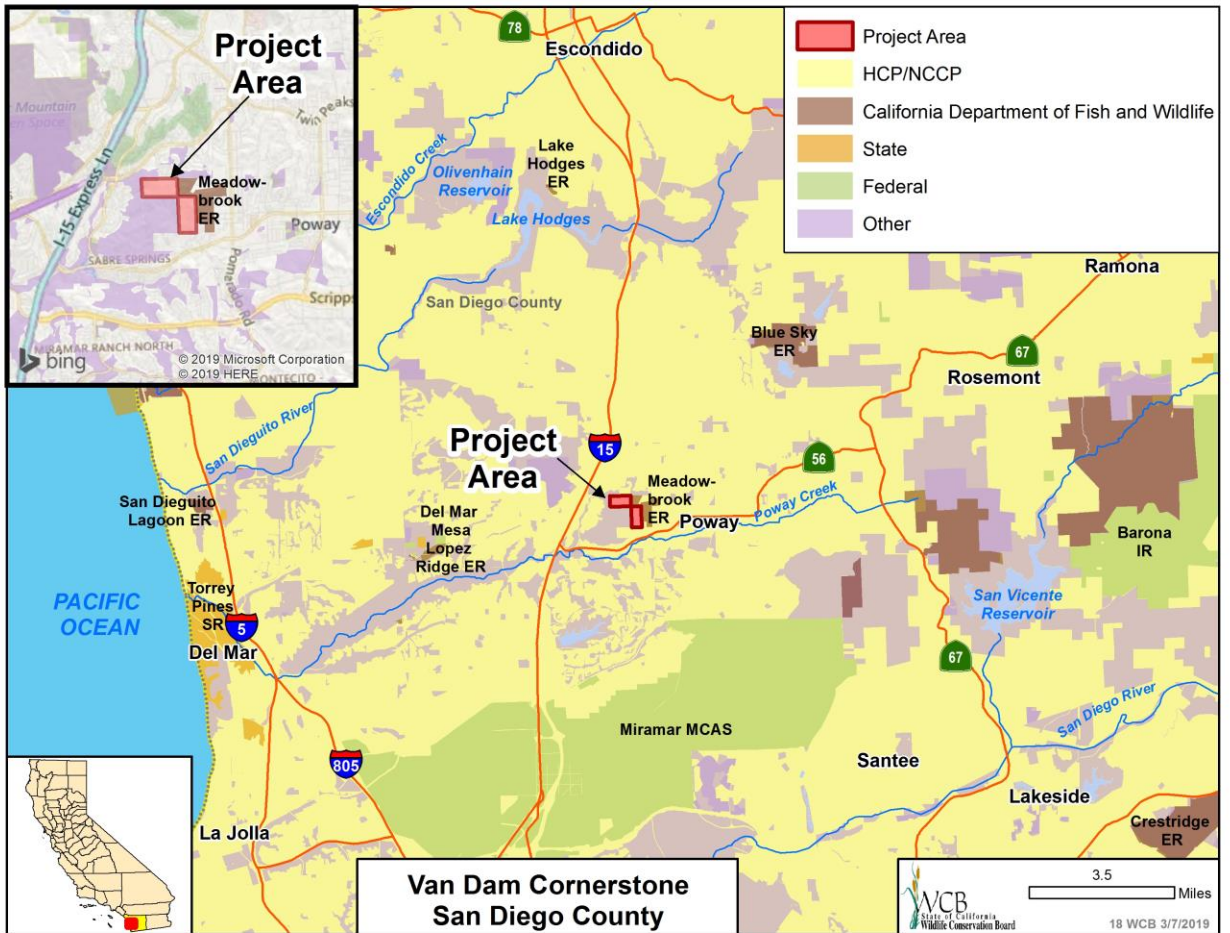 Project
Area
Mountain
Space
Twin Peaks
I-15 Express Ln
Meadow-
brook
ER
Poway
SABRE SPRINGS
Pomerado Rd
Scripps
MIRAMAR RANCH NORTH
bing
© 2019 Microsoft Corporation
© 2019 HERE
78
Escondido
Project Area
HCP/NCCP
California Department of Fish and Wildlife
State
Federal
Other
Escondido Creek
Olivenhain
Reservoir
Lake
Hodges
ER
Lake Hodges
San Diego County
Ramona
Blue Sky
ER
67
Rosemont
San Dieguito River
Project
Area
15
56
Meadow-
brook
ER
Poway
Poway Creek
San Dieguito
Lagoon ER
Del Mar
Mesa
Lopez
Ridge ER
Barona
IR
PACIFIC
OCEAN
Torrey
Pines
SR
5
Del Mar
San Vicente
Reservoir
67
Miramar MCAS
San Diego River
805
Santee
Lakeside
La Jolla
Crestridge
ER
Van Dam Cornerstone
San Diego County
WCB
State of California
Wildlife Conservation Board
3.5
Miles
18 WCB 3/7/2019